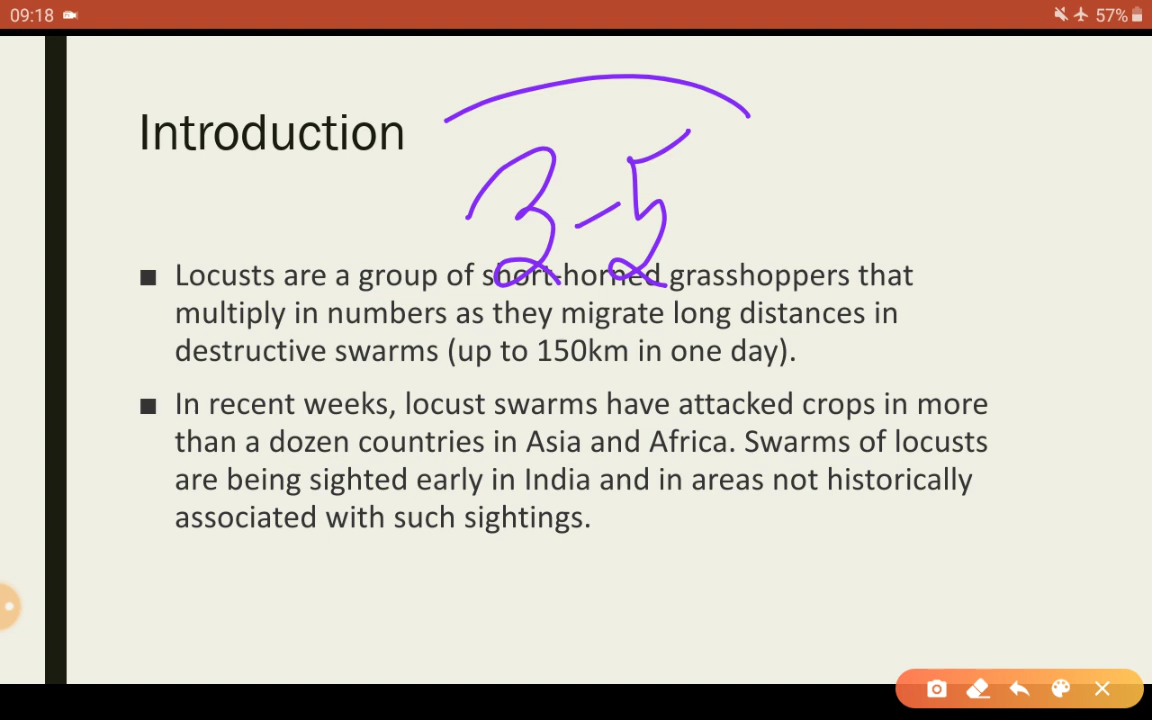 09:18
57%
Introduction
3-5
■ Locusts are a group of short-horned grasshoppers that
multiply in numbers as they migrate long distances in
destructive swarms (up to 150km in one day).
■ In recent weeks, locust swarms have attacked crops in more
than a dozen countries in Asia and Africa. Swarms of locusts
are being sighted early in India and in areas not historically
associated with such sightings.